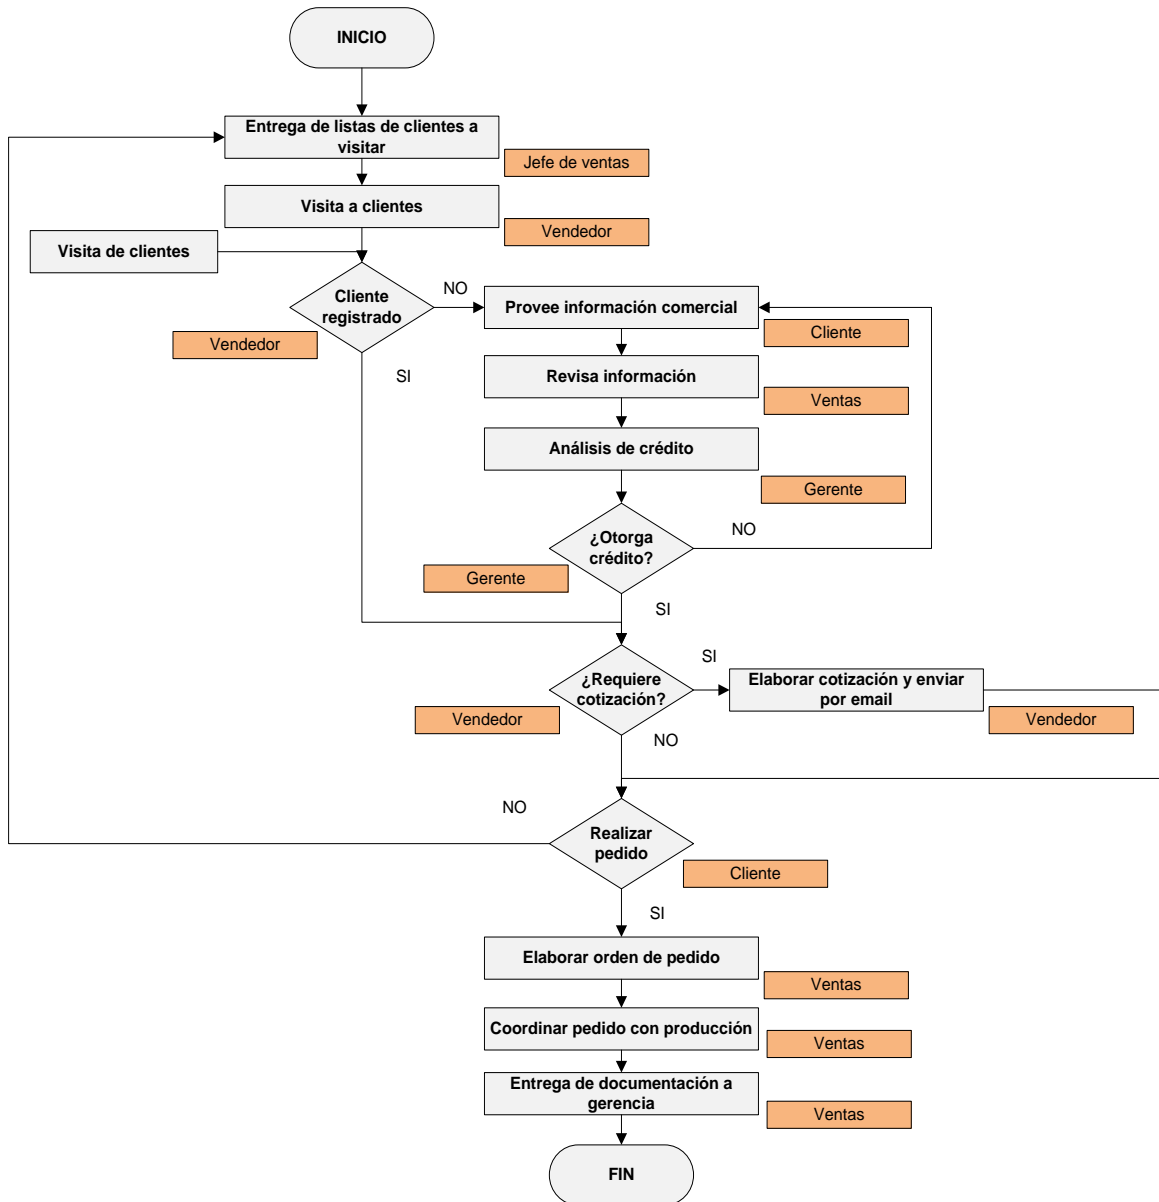 INICIO
Entrega de listas de clientes a
visitar
Jefe de ventas
Visita a clientes
Vendedor
Visita de clientes
Cliente
registrado
NO
Provee información comercial
Cliente
Vendedor
SI
Revisa información
Ventas
Análisis de crédito
Gerente
¿Otorga
crédito?
NO
Gerente
SI
¿Requiere
cotización?
SI
Elaborar cotización y enviar
por email
Vendedor
Vendedor
NO
NO
Realizar
pedido
Cliente
SI
Elaborar orden de pedido
Ventas
Coordinar pedido con producción
Ventas
Entrega de documentación a
gerencia
Ventas
FIN